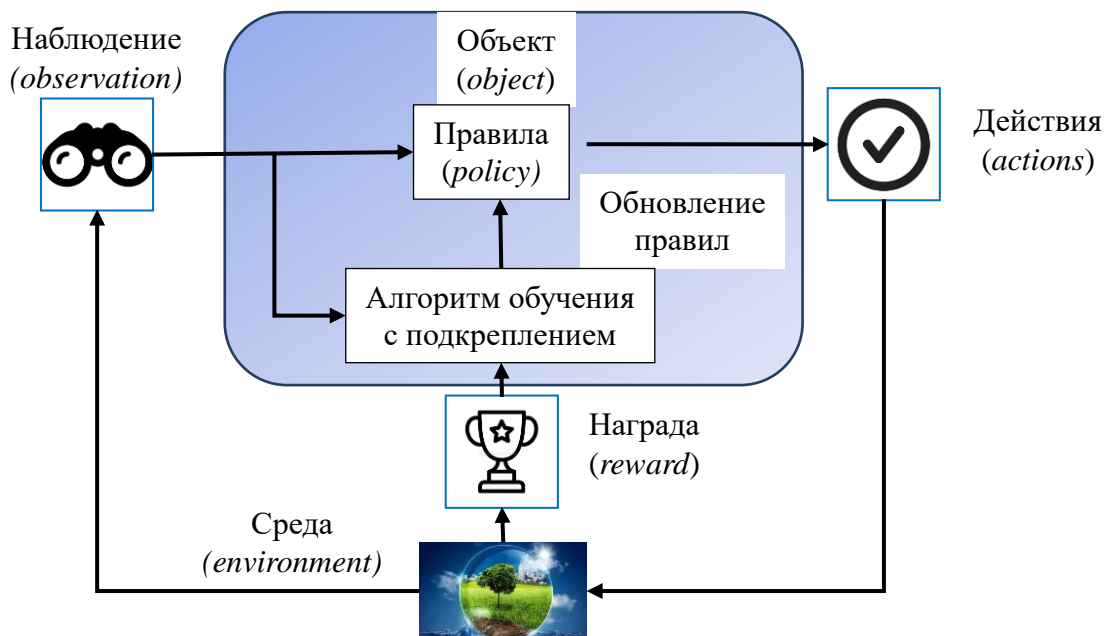 Наблюдение
(observation)
Объект
(object)
Правила
(policy)
Действия
(actions)
Обновление
правил
Алгоритм обучения
с подкреплением
Награда
(reward)
Среда
(environment)